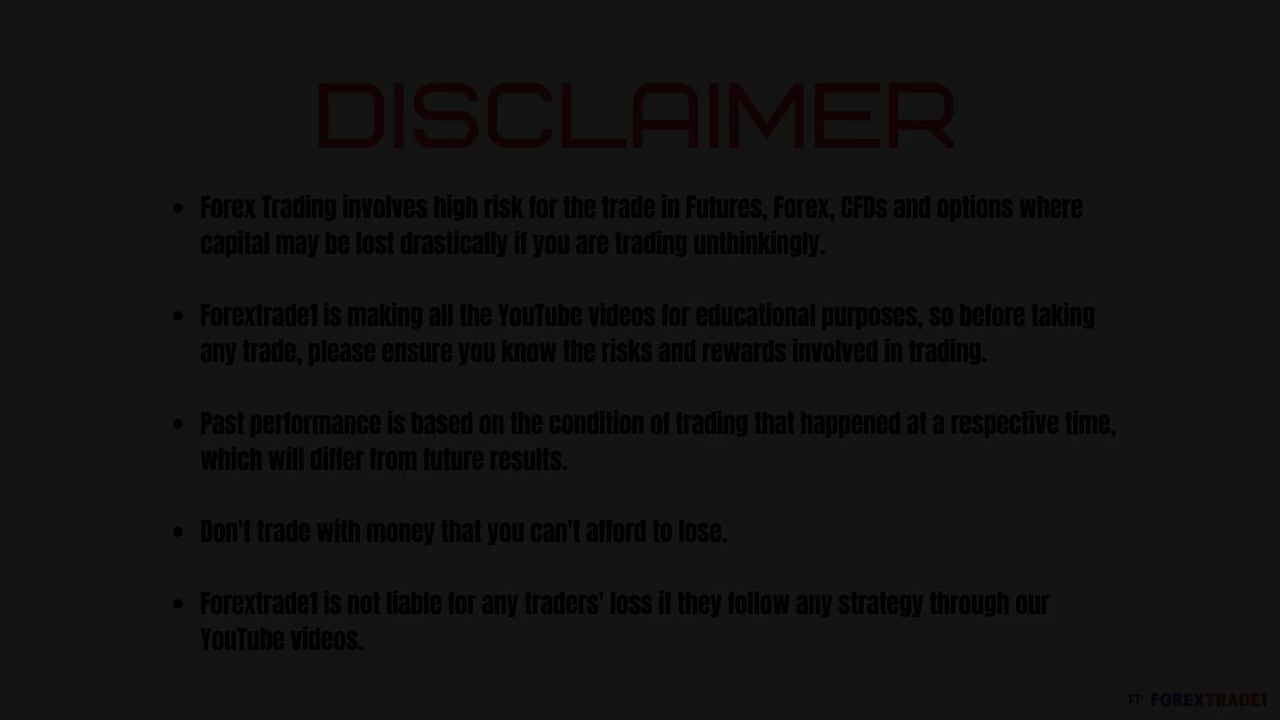 DISCLAIMER
• Forex Trading involves high risk for the trade in Futures, Forex, CFDs and options where
capital may be lost drastically if you are trading unthinkingly.
• Forextrade1 is making all the YouTube videos for educational purposes, so before taking
any trade, please ensure you know the risks and rewards involved in trading.
• Past performance is based on the condition of trading that happened at a respective time,
which will differ from future results.
• Don't trade with money that you can't afford to lose.
• Forextrade1 is not liable for any traders' loss if they follow any strategy through our
YouTube videos.
FT FOREXTRADE1